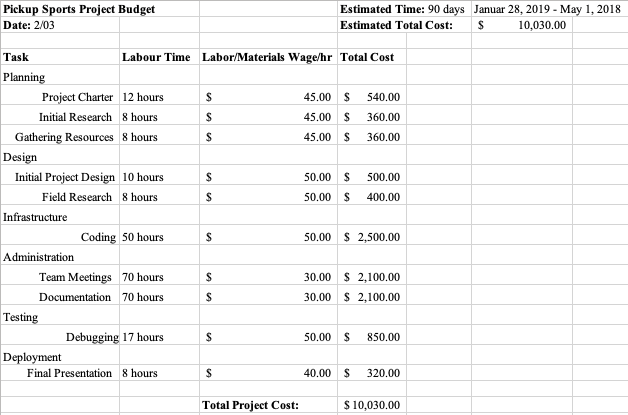 Pickup Sports Project Budget Estimated Time: 90 days Januar 28, 2019 - May 1, 2018
Date: 2/03 Estimated Total Cost: $ 10,030.00
Task Labour Time Labor/Materials Wage/hr Total Cost
Planning
Project Charter 12 hours $ 45.00 $ 540.00
Initial Research 8 hours $ 45.00 $ 360.00
Gathering Resources 8 hours $ 45.00 $ 360.00
Design
Initial Project Design 10 hours $ 50.00 $ 500.00
Field Research 8 hours $ 50.00 $ 400.00
Infrastructure
Coding 50 hours $ 50.00 $ 2,500.00
Administration
Team Meetings 70 hours $ 30.00 $ 2,100.00
Documentation 70 hours $ 30.00 $ 2,100.00
Testing
Debugging 17 hours $ 50.00 $ 850.00
Deployment
Final Presentation 8 hours $ 40.00 $ 320.00
Total Project Cost: $ 10,030.00